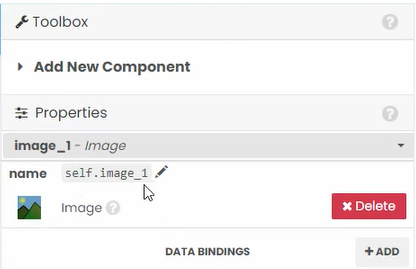 Toolbox ?
Add New Component
Properties ?
image_1 - Image
name self.image_1
Image ? Delete
DATA BINDINGS + ADD